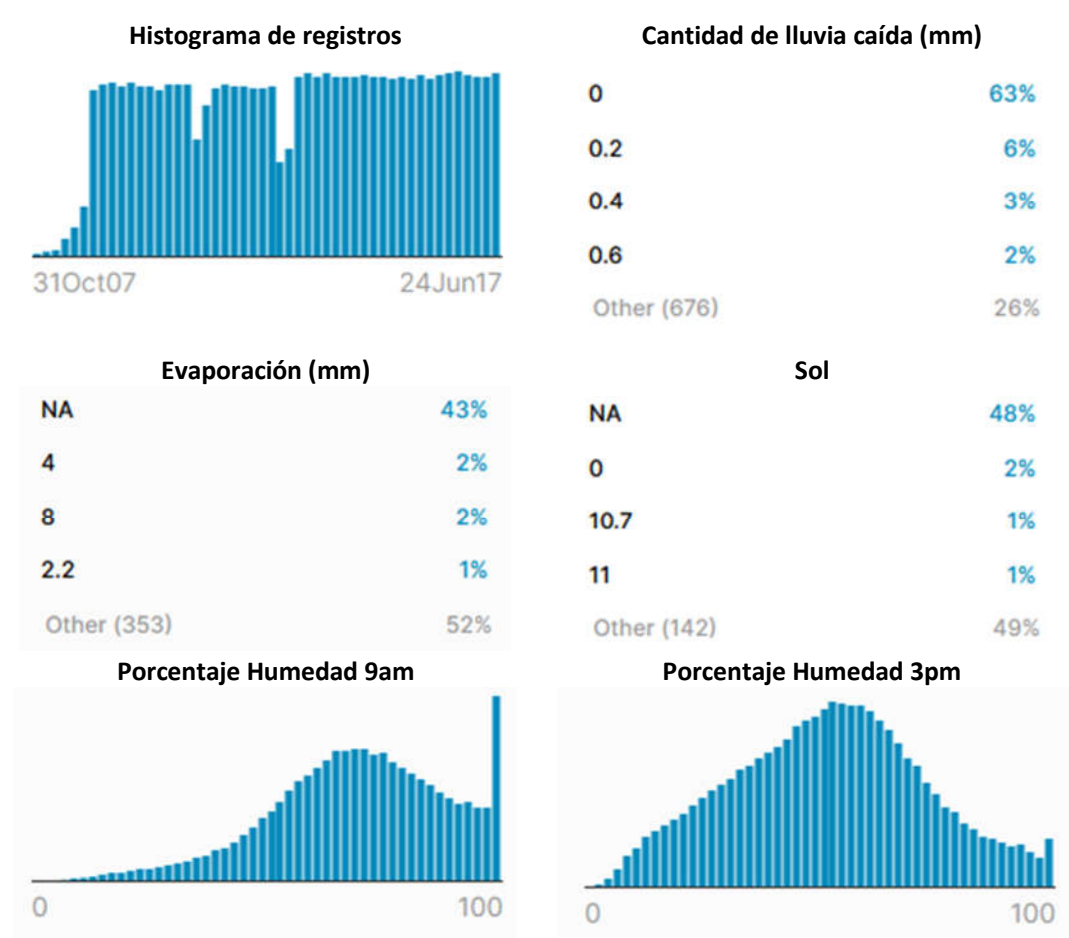 Histograma de registros
31Oct07 24Jun17
Cantidad de lluvia caída (mm)
0 63%
0.2 6%
0.4 3%
0.6 2%
Other (676) 26%
Evaporación (mm)
NA 43%
4 2%
8 2%
2.2 1%
Other (353) 52%
Sol
NA 48%
0 2%
10.7 1%
11 1%
Other (142) 49%
Porcentaje Humedad 9am
0 100
Porcentaje Humedad 3pm
0 100